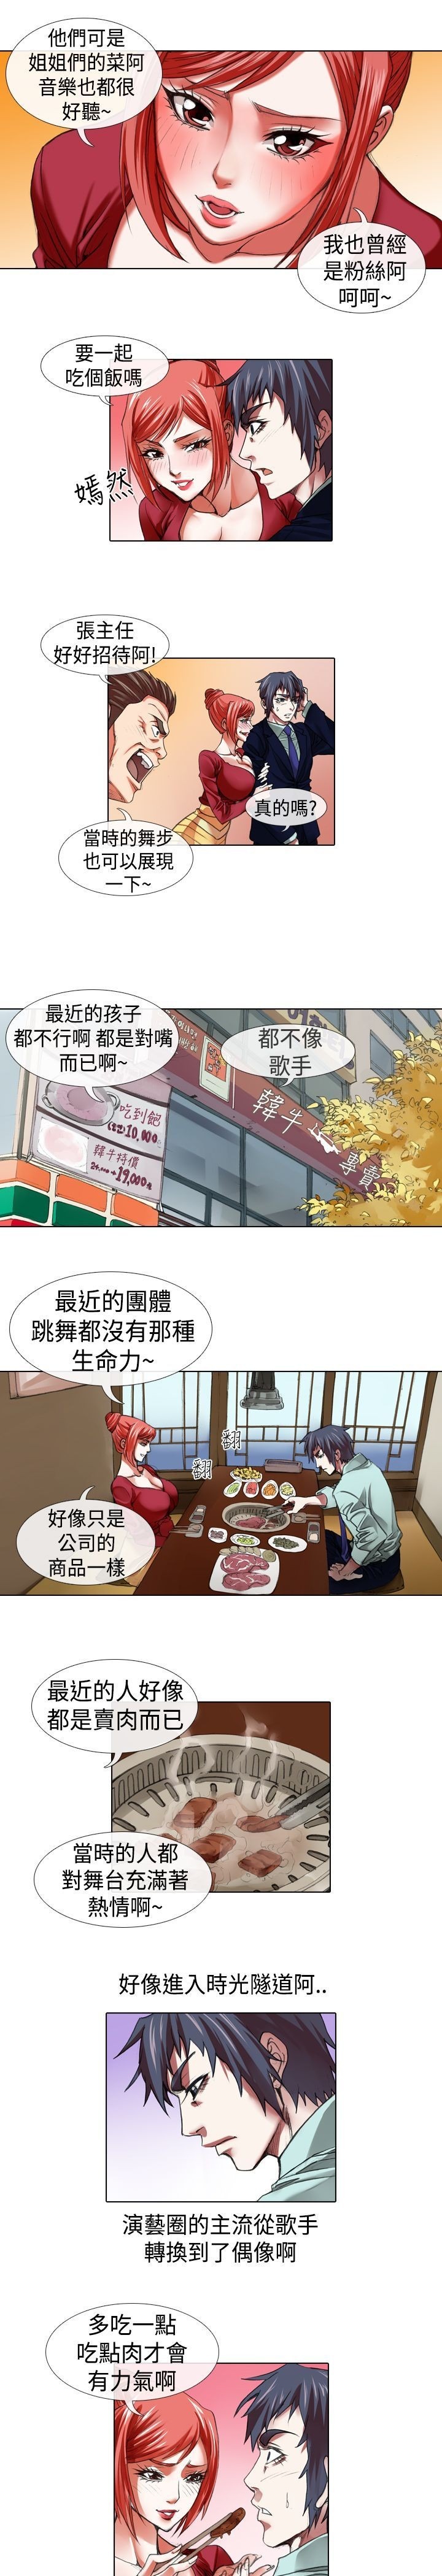 他們可是
姐姐們的菜阿
音樂也都很
好聽~
我也曾經
是粉絲阿
呵呵~
要一起
吃個飯嗎
嫣然
張主任
好好招待阿!
真的嗎?
當時的舞步
也可以展現
一下~
最近的孩子
都不行啊 都是對嘴
而已啊~
都不像
歌手
吃到飽
10,000
韓牛特價
19,000
韓牛
專賣
最近的團體
跳舞都沒有那種
生命力~
翻
翻
好像只是
公司的
商品一樣
最近的人好像
都是賣肉而已
當時的人都
對舞台充滿著
熱情啊~
好像進入時光隧道阿..
演藝圈的主流從歌手
轉換到了偶像啊
多吃一點
吃點肉才會
有力氣啊